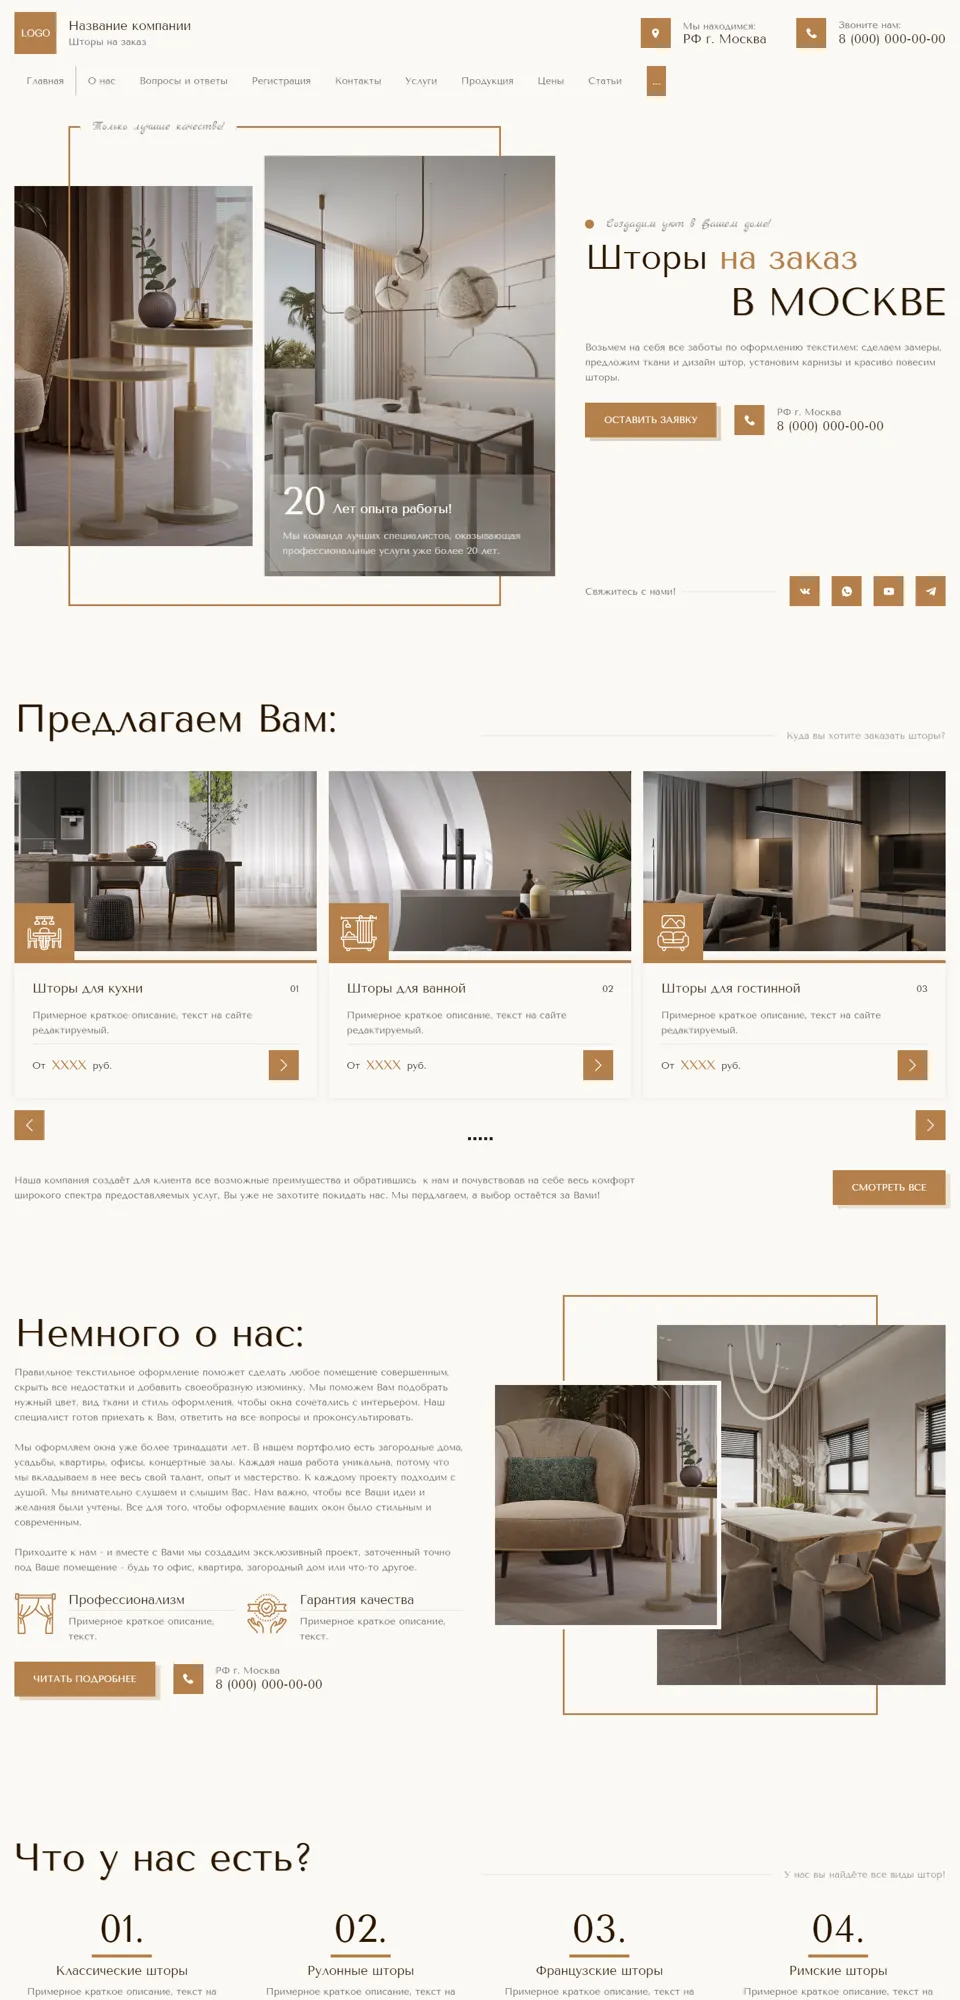 LOGO
Название компании
Шторы на заказ
Мы находимся:
РФ г. Москва
Звоните нам:
8 (000) 000-00-00
Главная
О нас
Вопросы и ответы
Регистрация
Контакты
Услуги
Продукция
Цены
Статьи
...
Только лучшие качества!
20 Лет опыта работы!
Мы команда лучших специалистов, оказывающая
профессиональные услуги уже более 20 лет.
Создадим уют в Вашем доме!
Шторы на заказ
В МОСКВЕ
Возьмем на себя все заботы по оформлению текстилем: сделаем замеры,
предложим ткани и дизайн штор, установим карнизы и красиво повесим
шторы.
ОСТАВИТЬ ЗАЯВКУ
РФ г. Москва
8 (000) 000-00-00
Свяжитесь с нами!
Предлагаем Вам:
Куда вы хотите заказать шторы?
Шторы для кухни
01
Примерное краткое описание, текст на сайте
редактируемый.
От XXXX руб.
Шторы для ванной
02
Примерное краткое описание, текст на сайте
редактируемый.
От XXXX руб.
Шторы для гостинной
03
Примерное краткое описание, текст на сайте
редактируемый.
От XXXX руб.
Наша компания создаёт для клиента все возможные преимущества и обратившись к нам и почувствовав на себе весь комфорт
широкого спектра предоставляемых услуг, Вы уже не захотите покидать нас. Мы пердлагаем, а выбор остаётся за Вами!
СМОТРЕТЬ ВСЕ
Немного о нас:
Правильное текстильное оформление поможет сделать любое помещение совершенным,
скрыть все недостатки и добавить своеобразную изюминку. Мы поможем Вам подобрать
нужный цвет, вид ткани и стиль оформления, чтобы окна сочетались с интерьером. Наш
специалист готов приехать к Вам, ответить на все вопросы и проконсультировать.
Мы оформляем окна уже более тринадцати лет. В нашем портфолио есть загородные дома,
усадьбы, квартиры, офисы, концертные залы. Каждая наша работа уникальна, потому что
мы вкладываем в нее весь свой талант, опыт и мастерство. К каждому проекту подходим с
душой. Мы внимательно слушаем и слышим Вас. Нам важно, чтобы все Ваши идеи и
желания были учтены. Все для того, чтобы оформление ваших окон было стильным и
современным.
Приходите к нам - и вместе с Вами мы создадим эксклюзивный проект, заточенный точно
под Ваше помещение - будь то офис, квартира, загородный дом или что-то другое.
Профессионализм
Примерное краткое описание,
текст.
Гарантия качества
Примерное краткое описание,
текст.
ЧИТАТЬ ПОДРОБНЕЕ
РФ г. Москва
8 (000) 000-00-00
Что у нас есть?
У нас вы найдёте все виды штор!
01.
Классические шторы
Примерное краткое описание, текст на
02.
Рулонные шторы
Примерное краткое описание, текст на
03.
Французские шторы
Примерное краткое описание, текст на
04.
Римские шторы
Примерное краткое описание, текст на